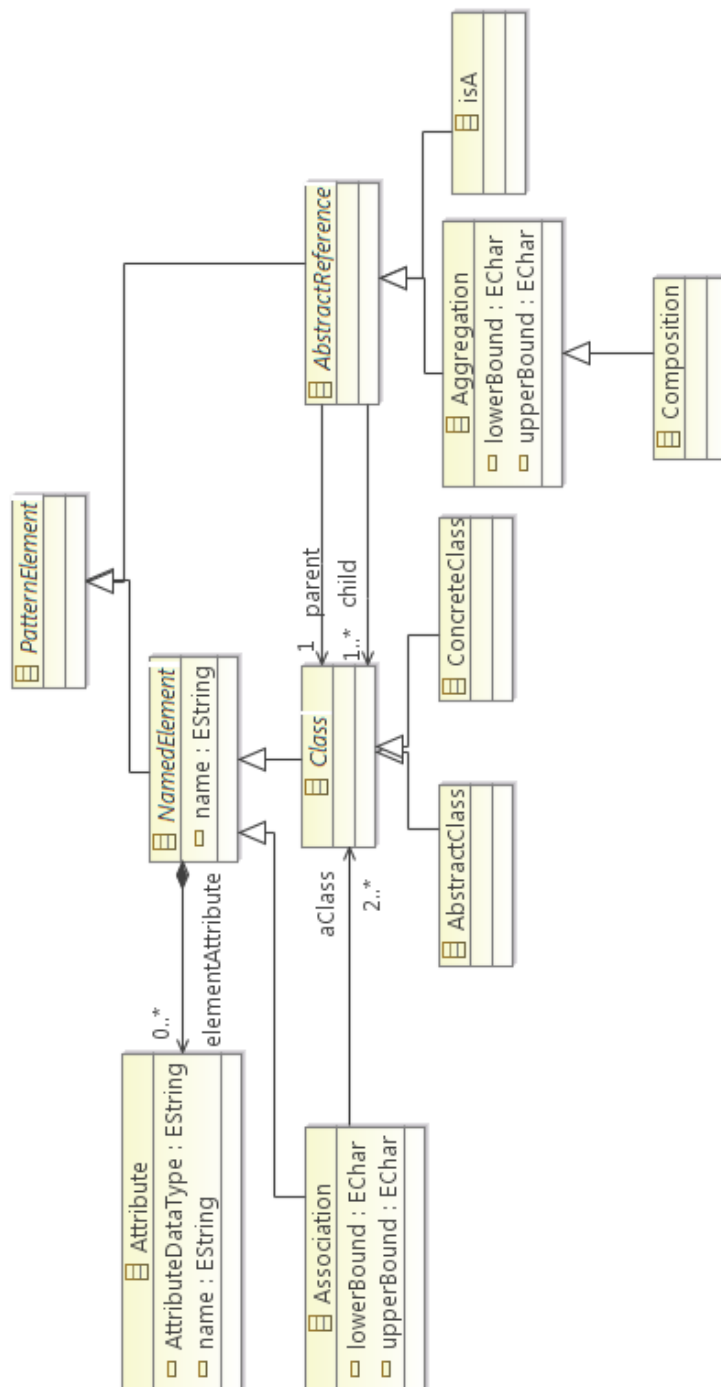 PatternElement
NamedElement
name : EString
AbstractReference
Attribute
AttributeDataType : EString
name : EString
0..*
elementAttribute
Class
1
parent
1..*
child
aClass
2..*
Association
lowerBound : EChar
upperBound : EChar
AbstractClass
ConcreteClass
Aggregation
lowerBound : EChar
upperBound : EChar
isA
Composition